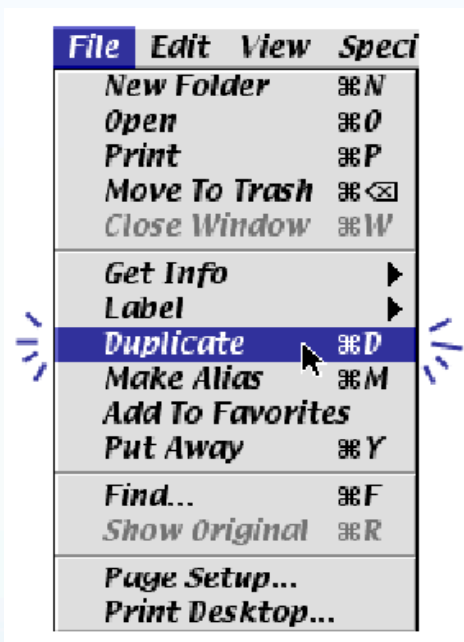 File Edit View Speci
New Folder ⌘N
Open ⌘O
Print ⌘P
Move To Trash ⌘⌫
Close Window ⌘W
Get Info ▶
Label ▶
Duplicate ⌘D
Make Alias ⌘M
Add To Favorites
Put Away ⌘Y
Find... ⌘F
Show Original ⌘R
Page Setup...
Print Desktop...